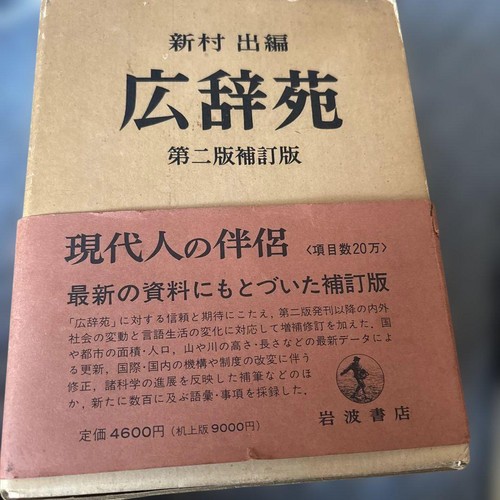 新村 出編
広辞苑
第二版補訂版
現代人の伴侶 〈項目数20万〉
最新の資料にもとづいた補訂版
「広辞苑」に対する信頼と期待にこたえ，第二版発刊以降の内外
社会の変動と言語生活の変化に対応して増補修訂を加えた．国
や都市の面積・人口，山や川の高さ・長さなどの最新データによ
る更新，国際・国内の機構や制度の改変に伴う
修正，諸科学の進展を反映した補筆などのほ
か，新たに数百に及ぶ語彙・事項を採録した．
定価 4600円（机上版 9000円）
岩波書店